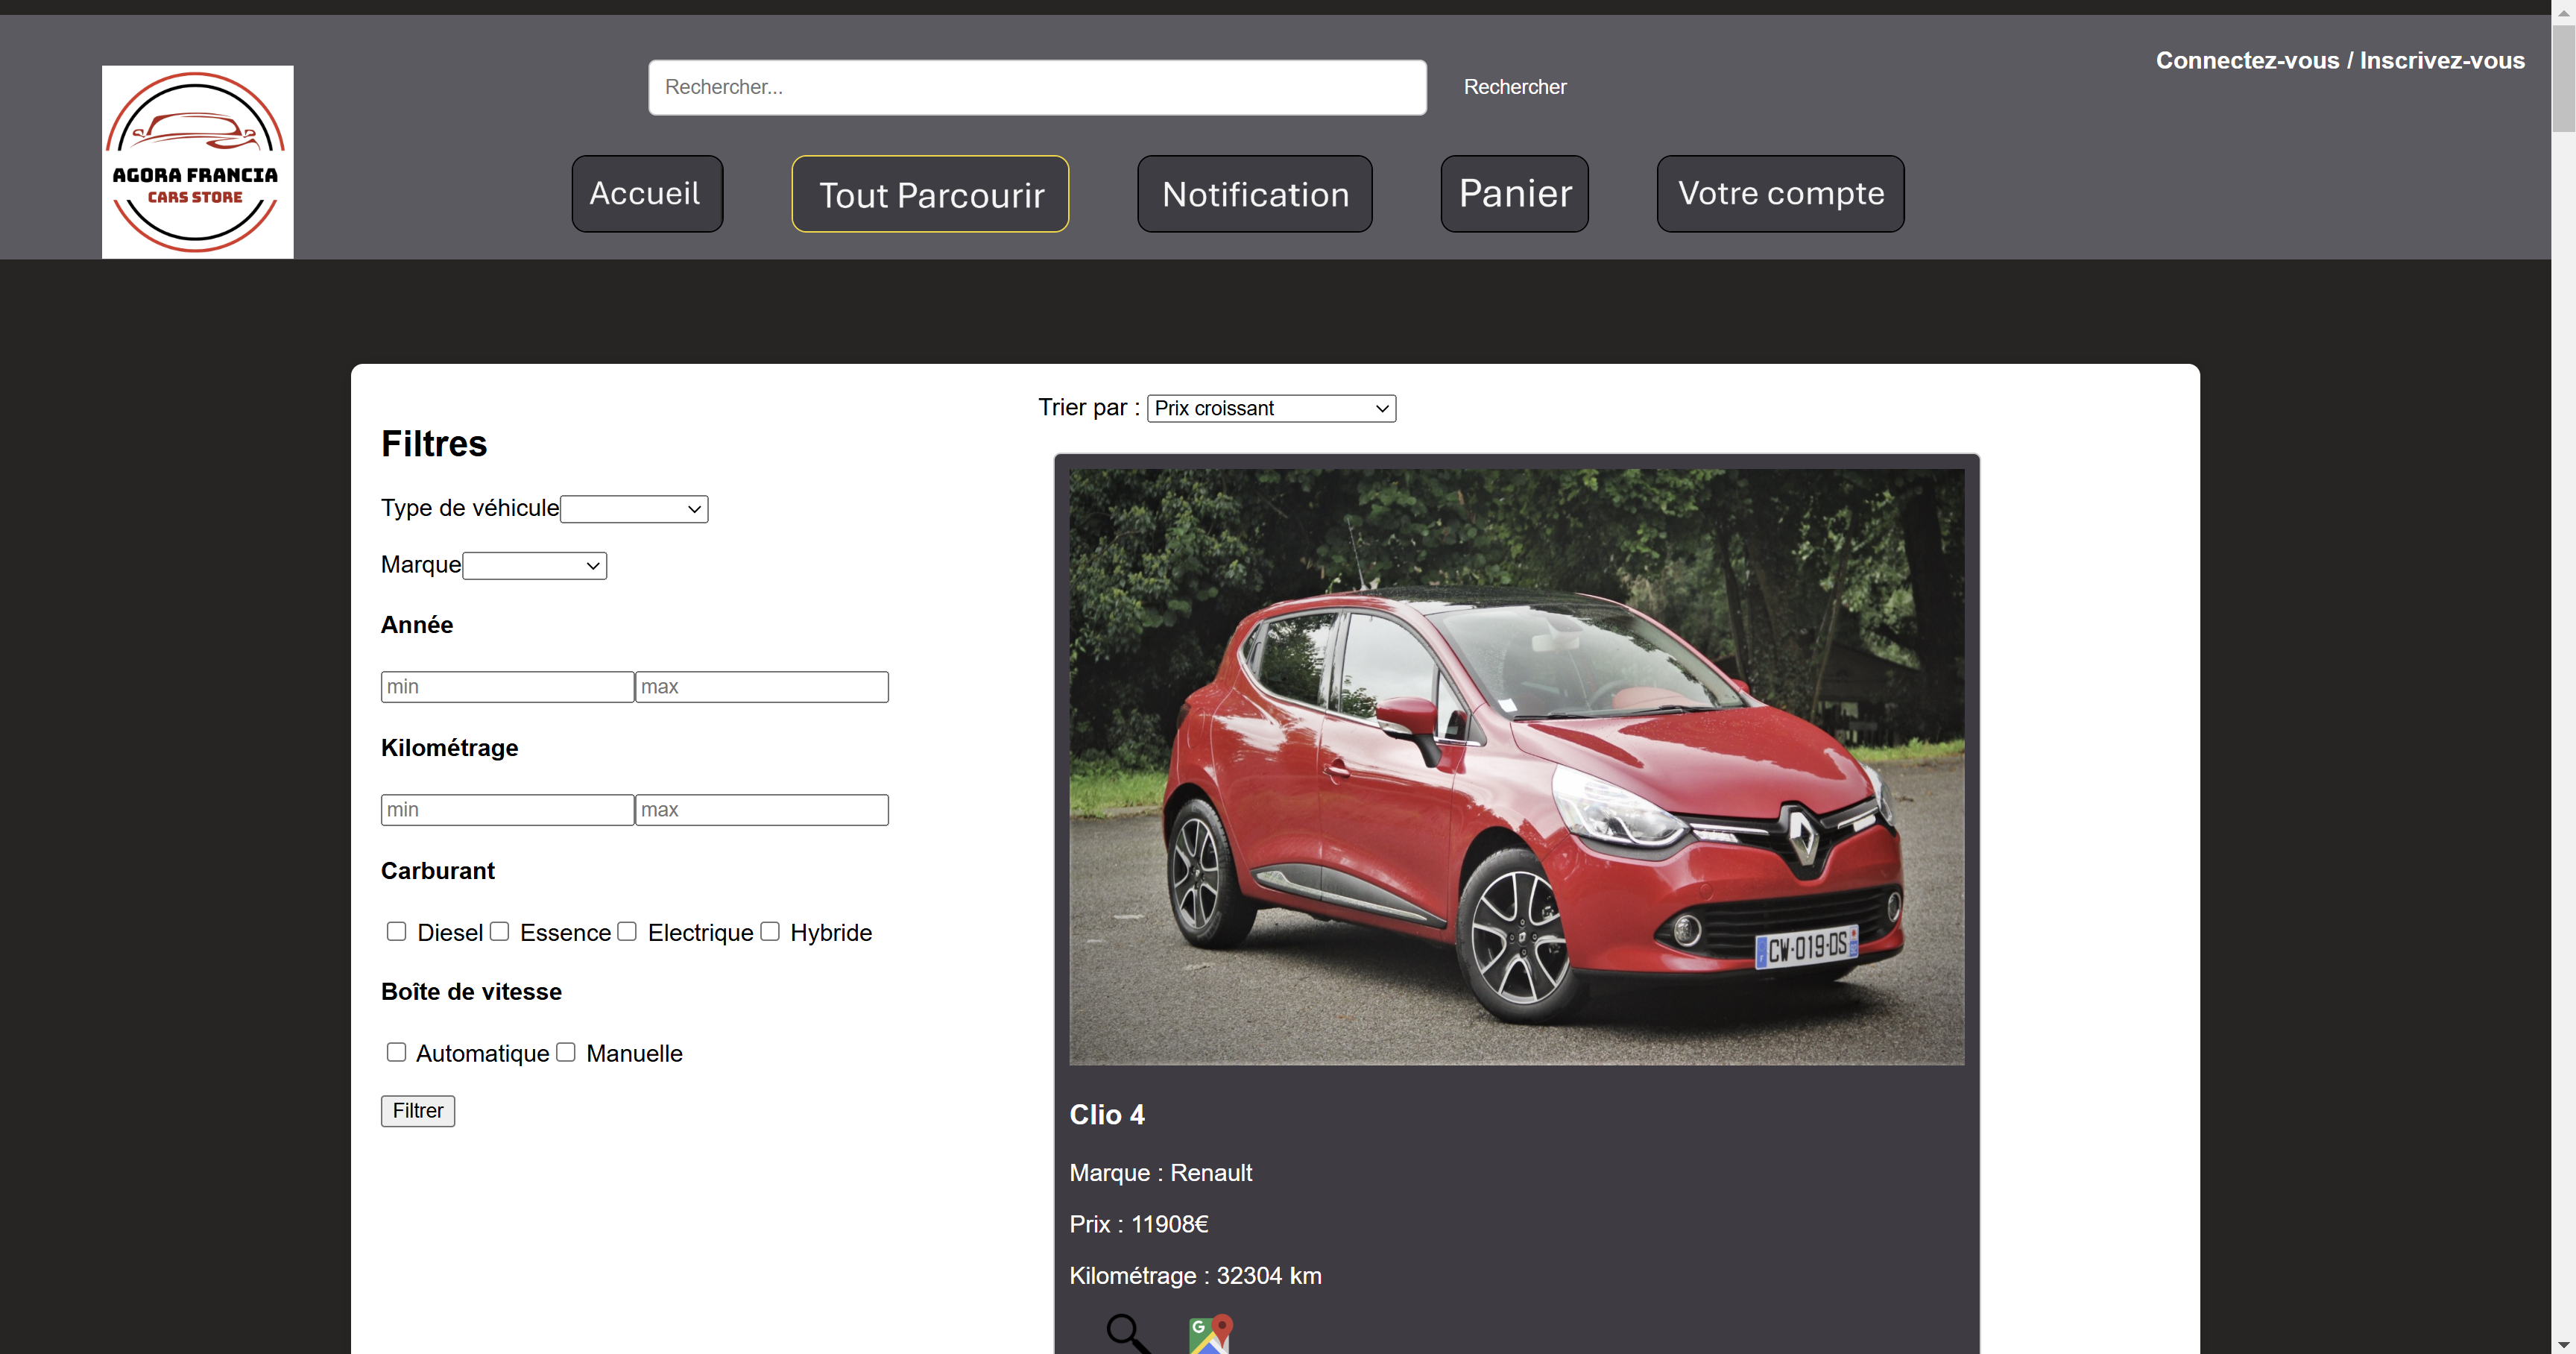 Connectez-vous / Inscrivez-vous
Rechercher...
Rechercher
AGORA FRANCIA
CARS STORE
Accueil
Tout Parcourir
Notification
Panier
Votre compte
Trier par : Prix croissant
Filtres
Type de véhicule
Marque
Année
min max
Kilométrage
min max
Carburant
Diesel Essence Electrique Hybride
Boîte de vitesse
Automatique Manuelle
Filtrer
CW-019-DS
Clio 4
Marque : Renault
Prix : 11908€
Kilométrage : 32304 km
G